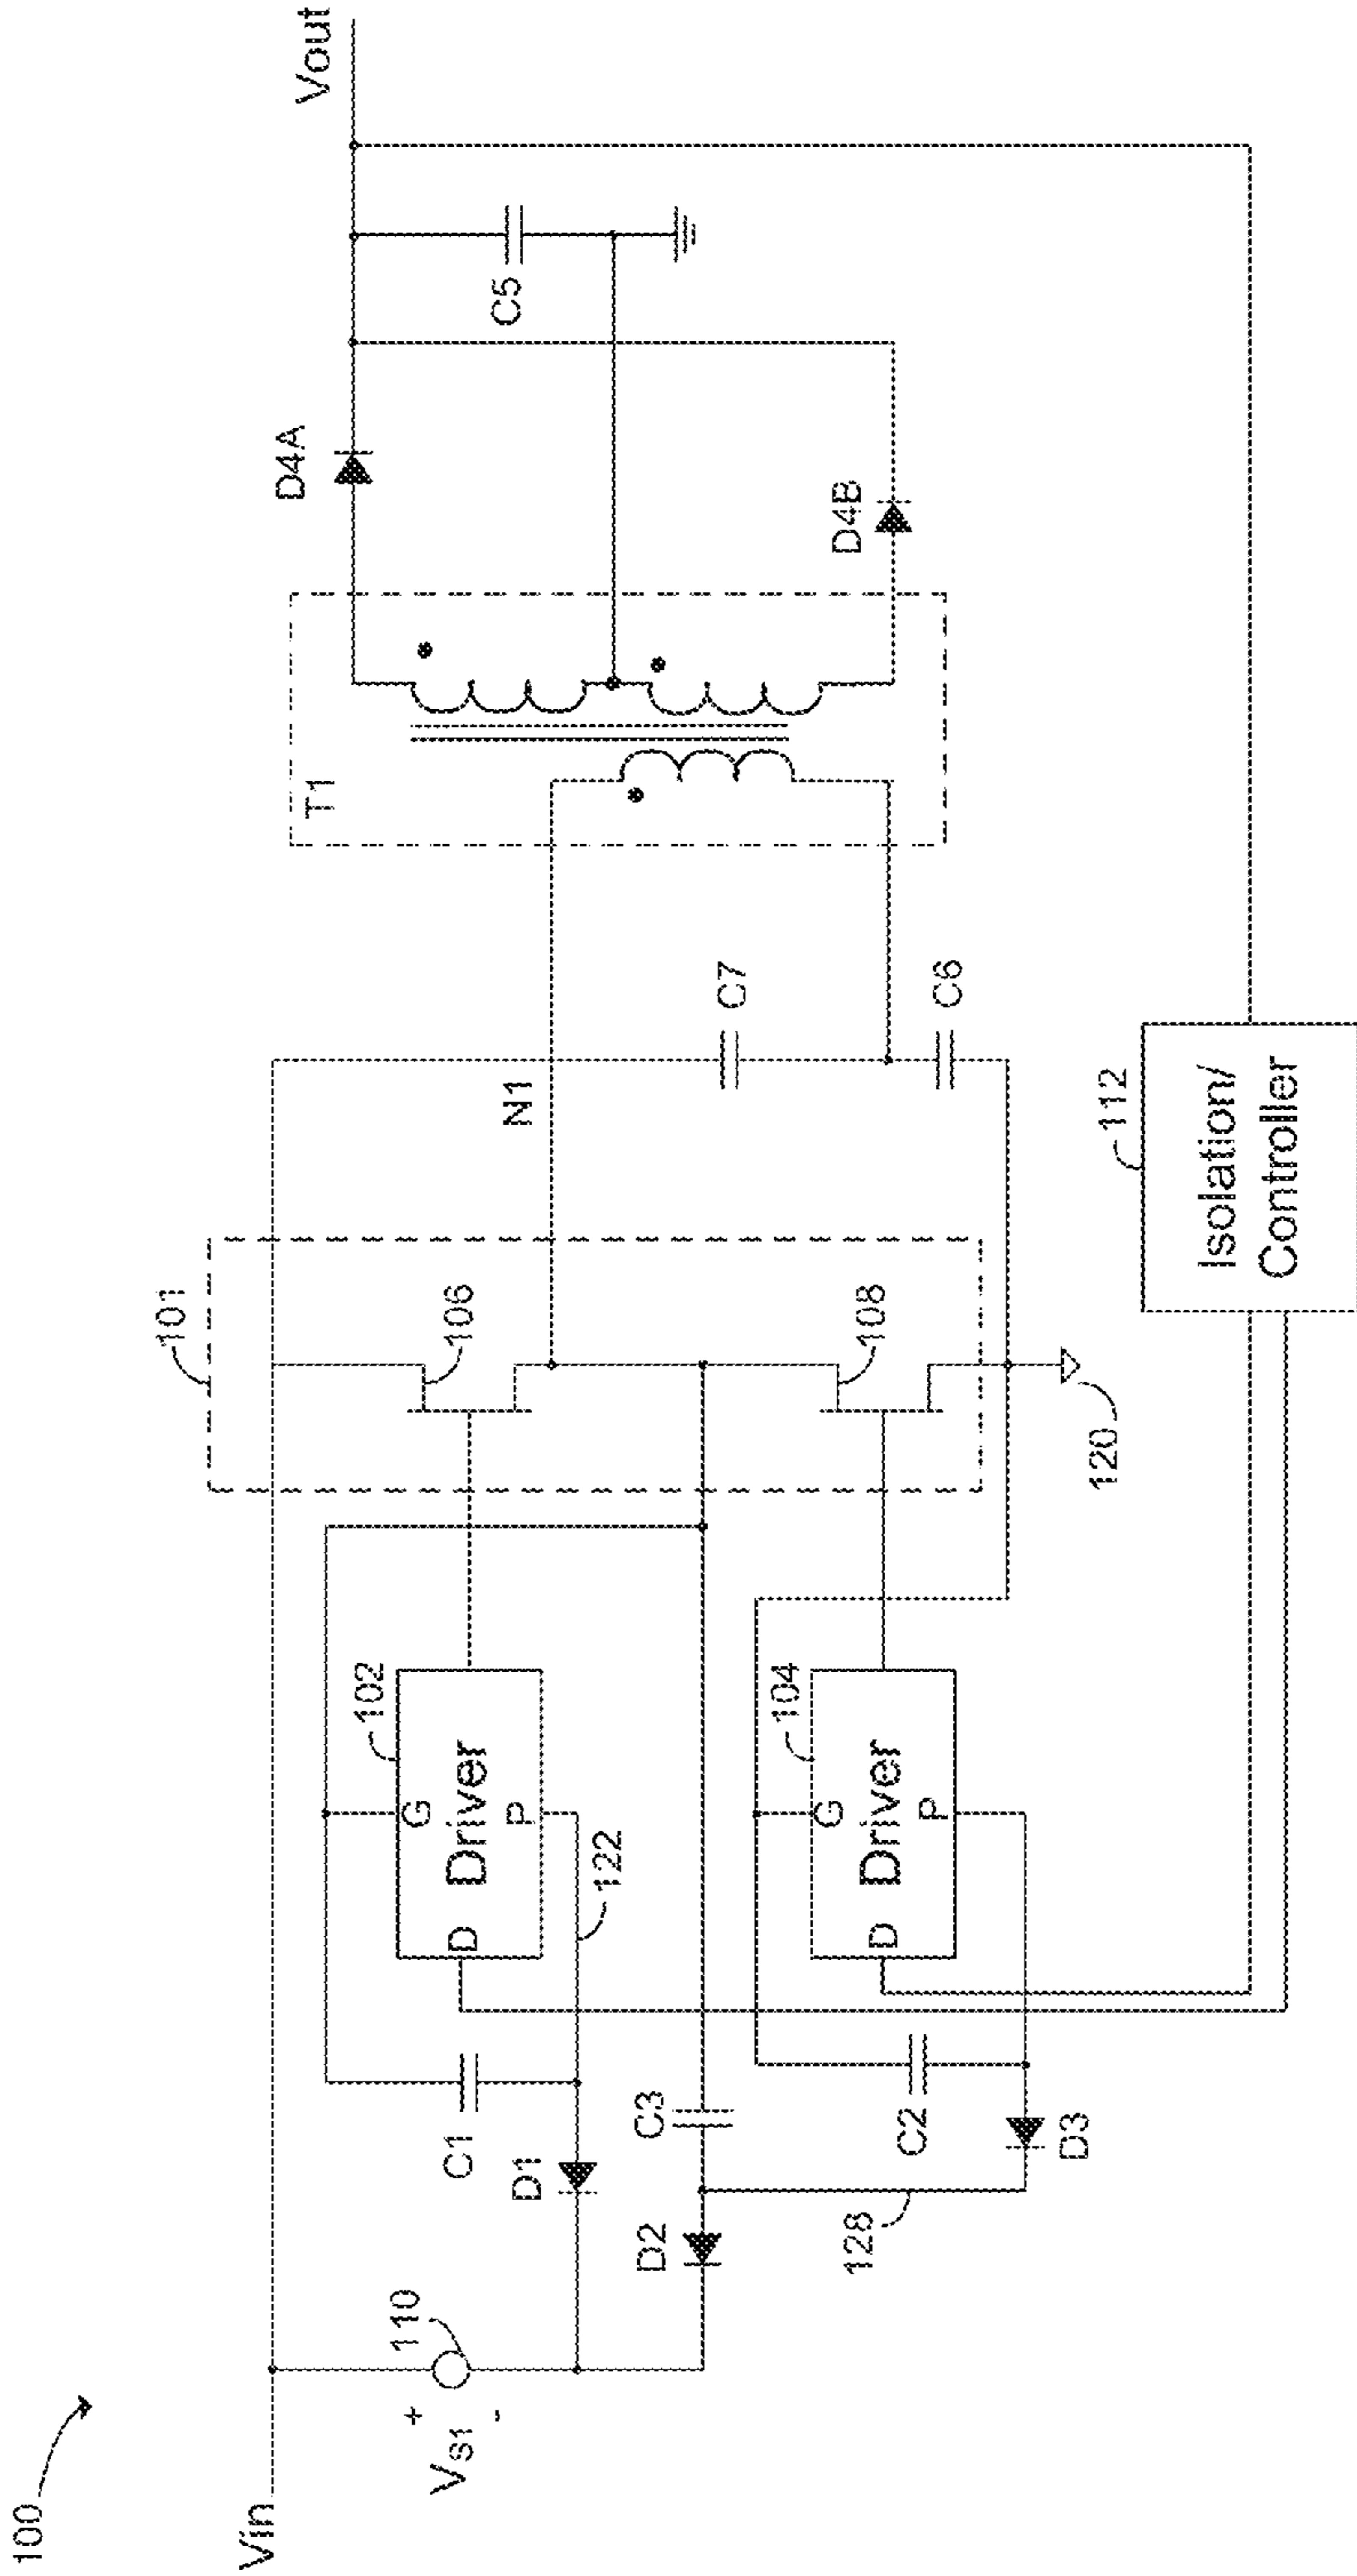 100
Vin
+
VS1
-
110
D1
C1
122
D
G
Driver
P
102
D2
C3
128
D3
C2
D
G
Driver
P
104
101
106
108
120
N1
C7
C6
T1
D4A
D4B
C5
Vout
112
Isolation/
Controller